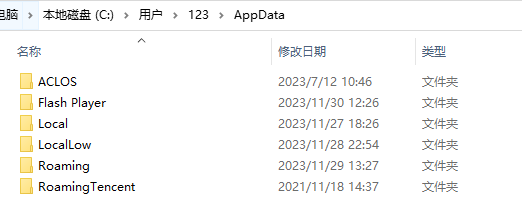 电脑 › 本地磁盘 (C:) › 用户 › 123 › AppData
名称 修改日期 类型
ACLOS 2023/7/12 10:46 文件夹
Flash Player 2023/11/30 12:26 文件夹
Local 2023/11/27 18:26 文件夹
LocalLow 2023/11/28 22:54 文件夹
Roaming 2023/11/29 13:27 文件夹
RoamingTencent 2021/11/18 14:37 文件夹